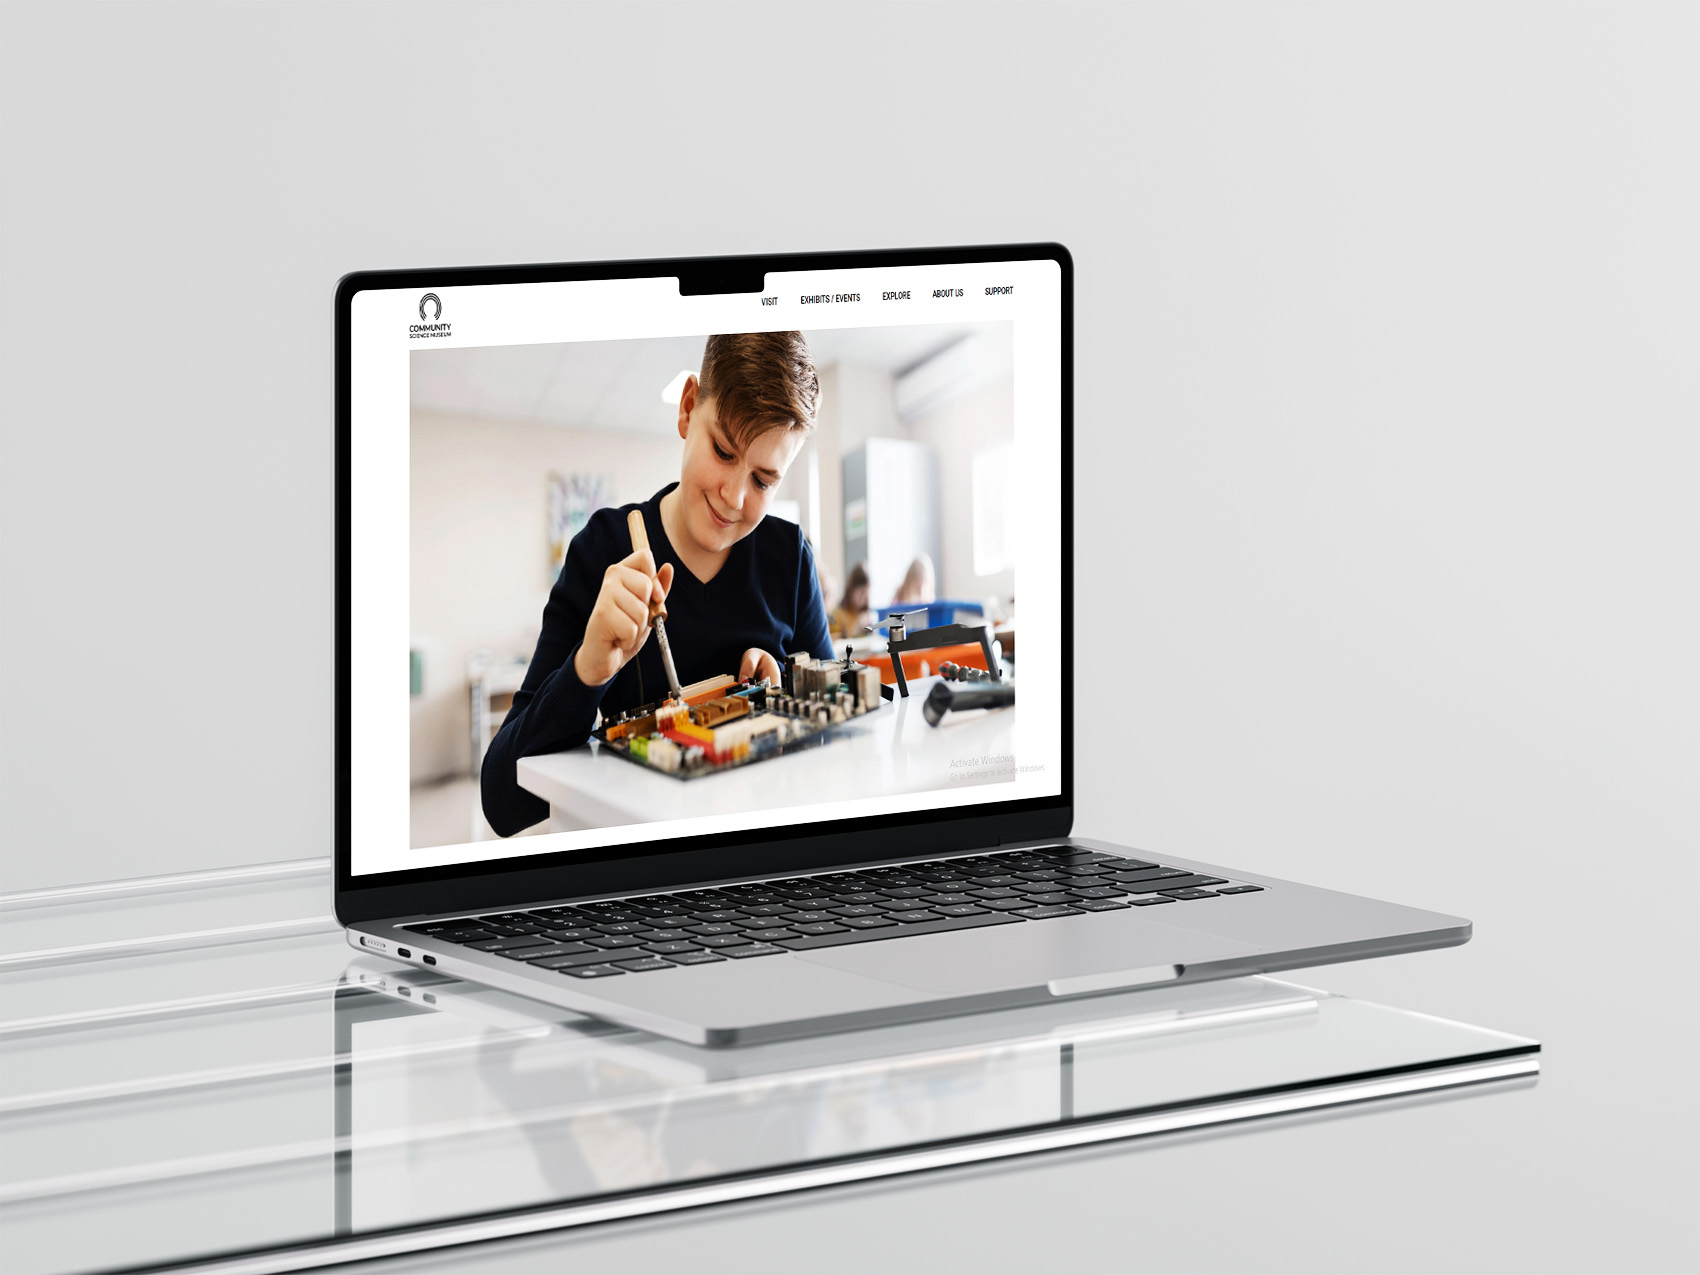 COMMUNITY
SCIENCE MUSEUM
VISIT
EXHIBITS / EVENTS
EXPLORE
ABOUT US
SUPPORT
Activate Windows
Go to Settings to activate Windows.